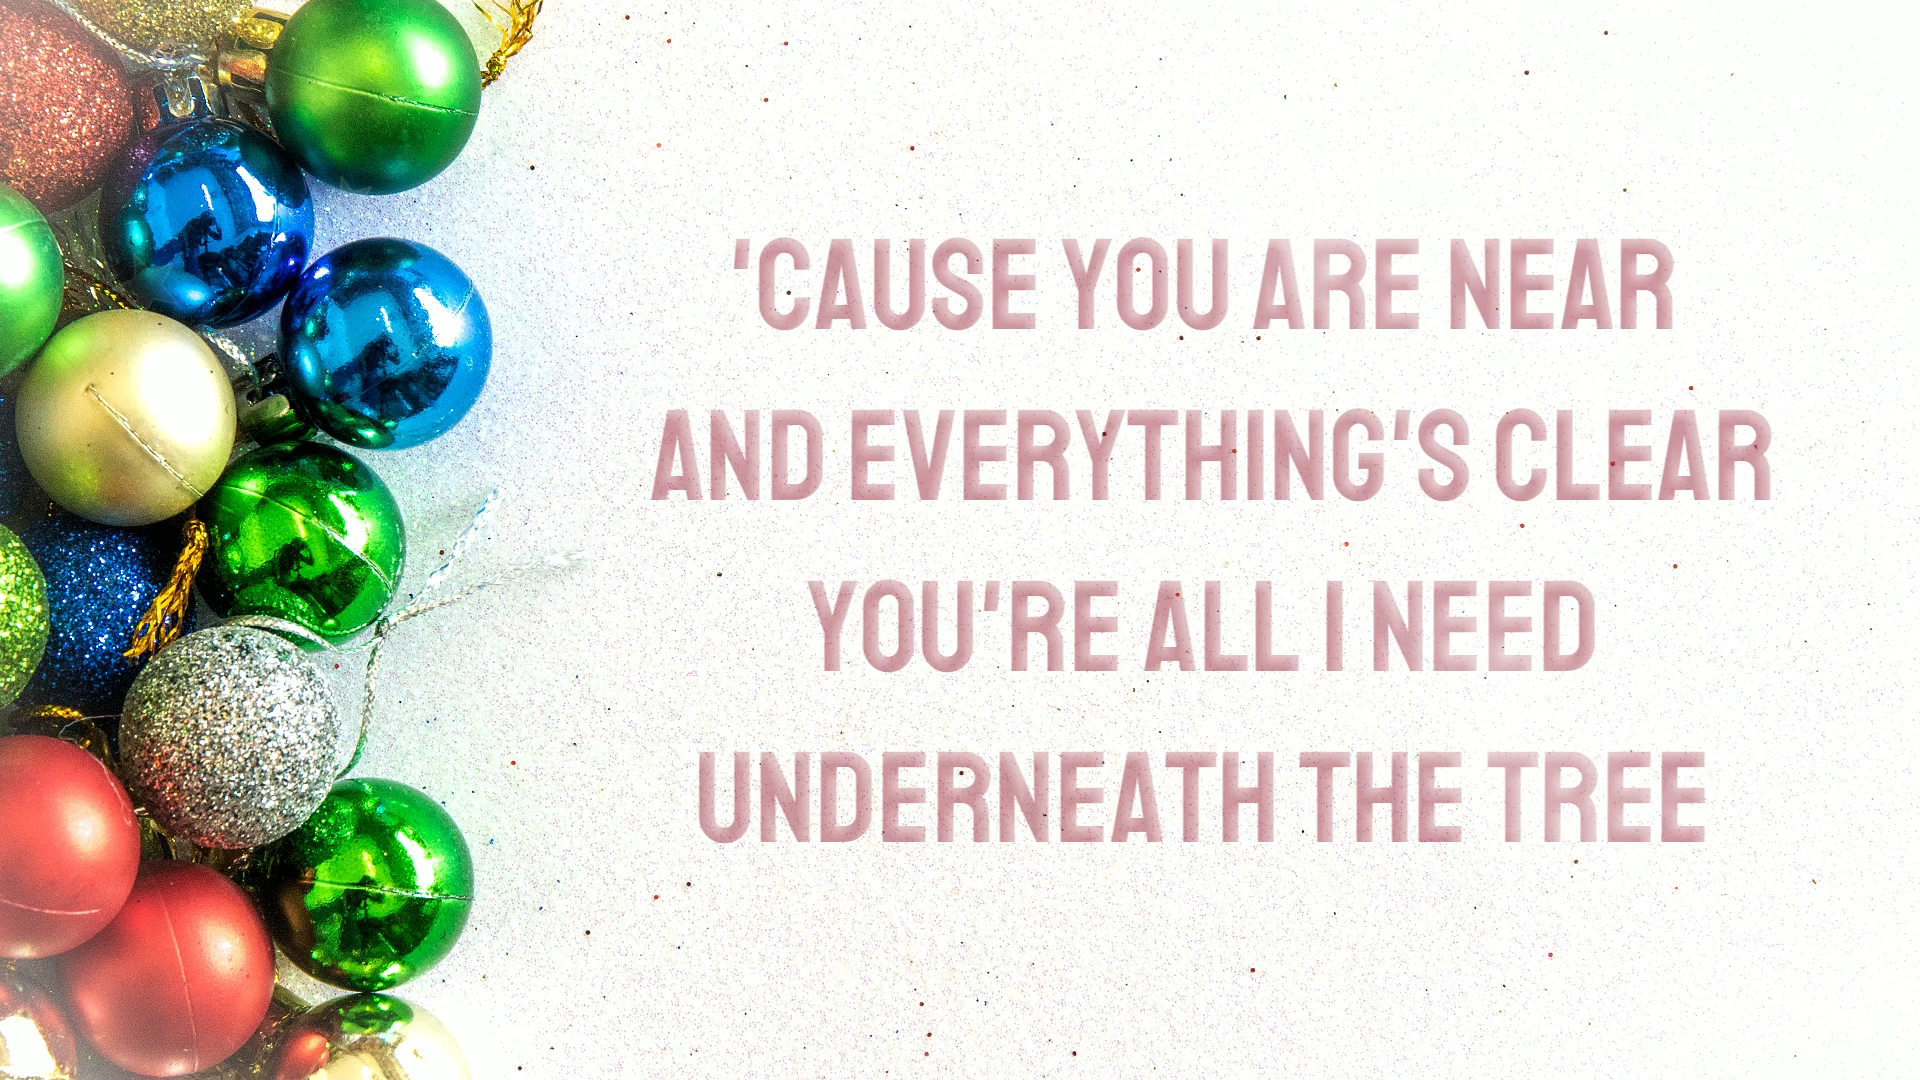 'CAUSE YOU ARE NEAR
AND EVERYTHING'S CLEAR
YOU'RE ALL I NEED
UNDERNEATH THE TREE